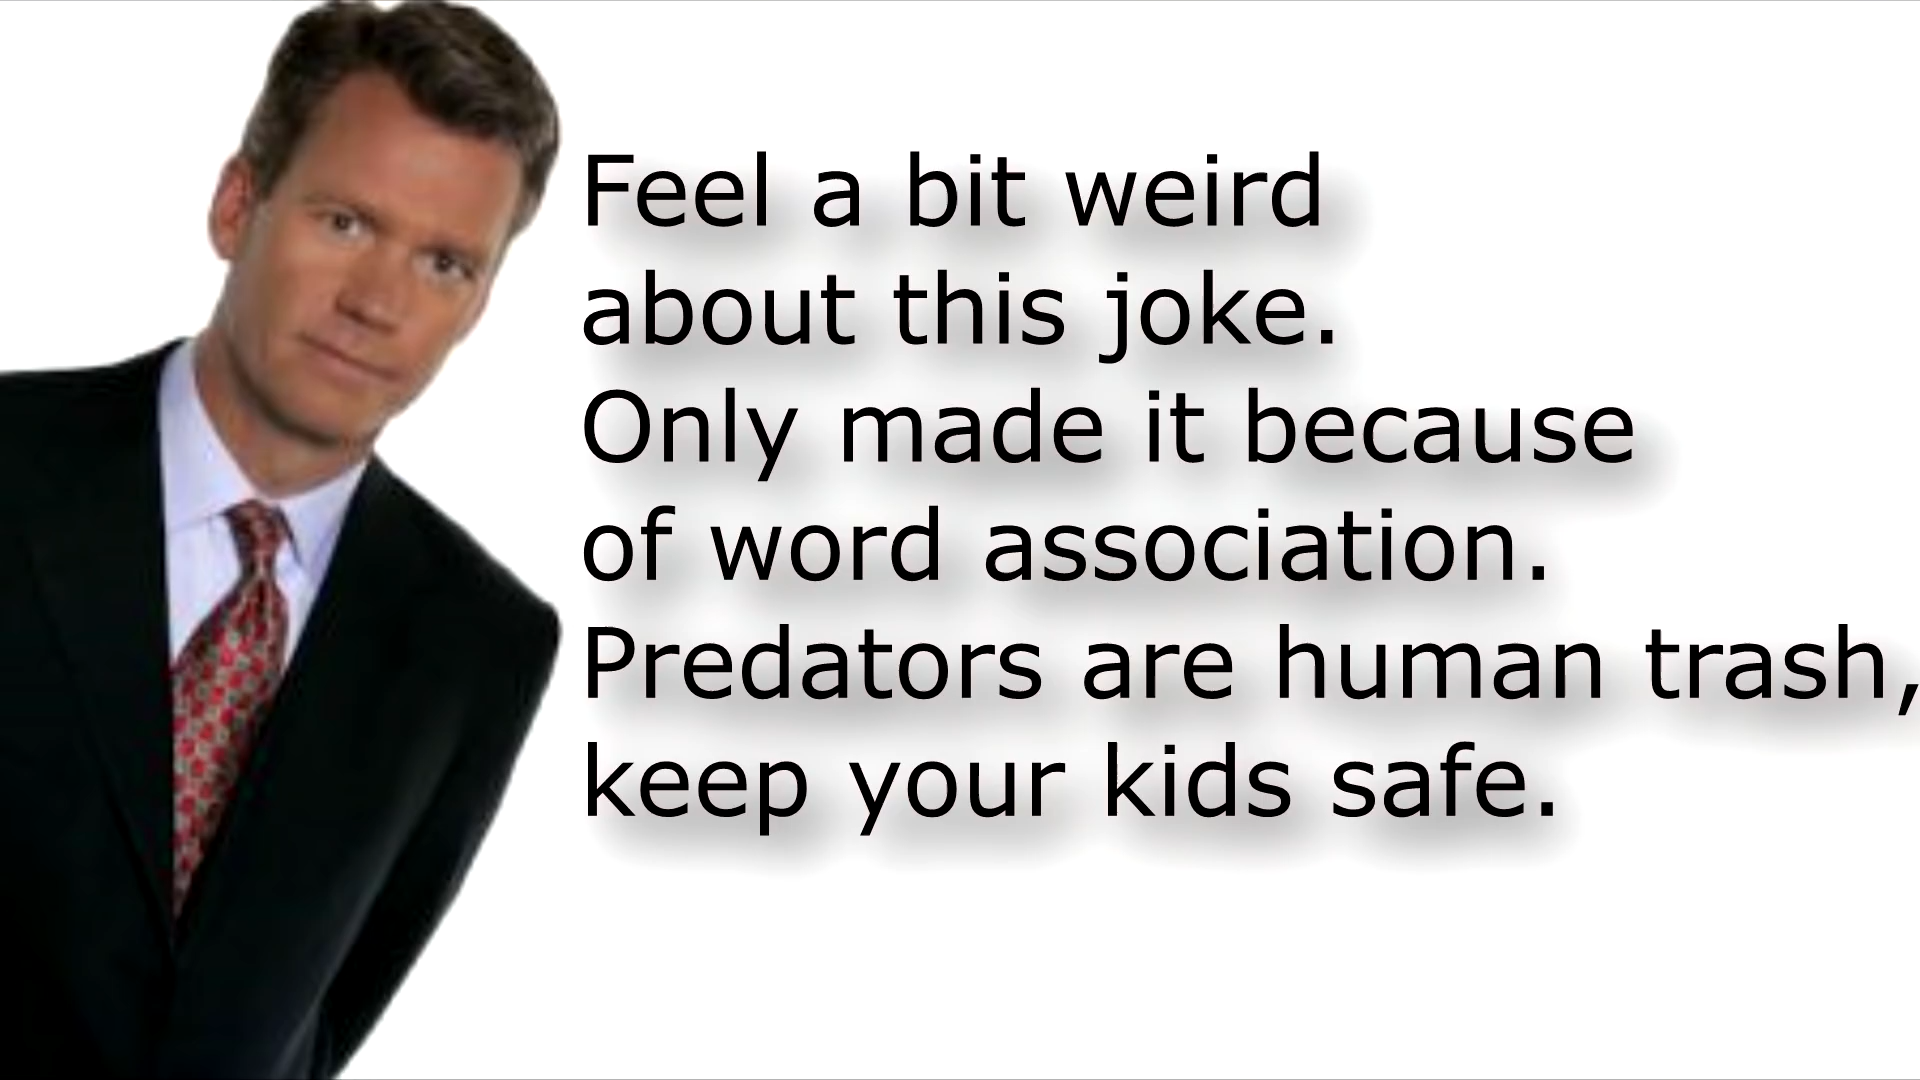 Feel a bit weird
about this joke.
Only made it because
of word association.
Predators are human trash,
keep your kids safe.